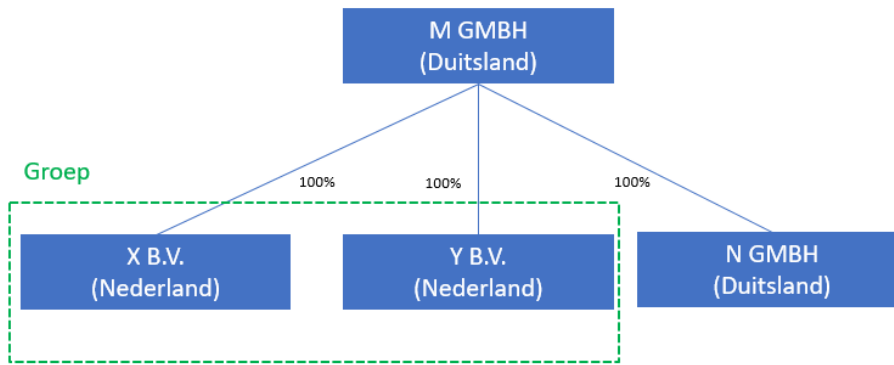 M GMBH
(Duitsland)
Groep
100%
100%
100%
X B.V.
(Nederland)
Y B.V.
(Nederland)
N GMBH
(Duitsland)